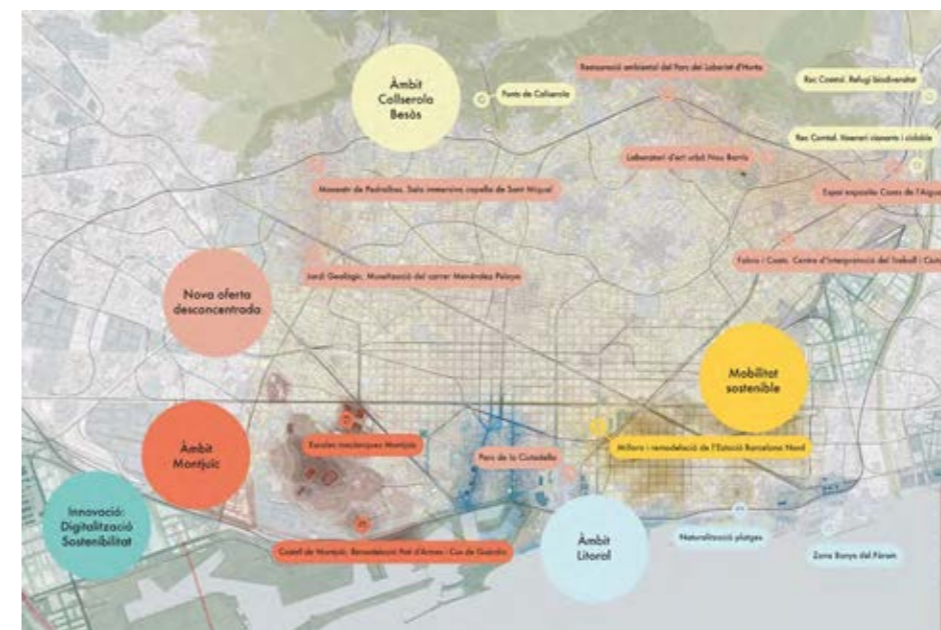 Àmbit
Collserola
Besòs
Fonts de Collserola
Restauració ambiental del Parc del Laberint d'Horta
Rec Comtal. Refugi biodiversitat
Rec Comtal. Itinerari vianants i ciclable
Laboratori d'art urbà Nou Barris
Monestir de Pedralbes. Sala immersiva capella de Sant Miquel
Espai expositiu Cases de l'Aigua
Fabra i Coats. Centre d'Interpretació del Treball i
Jardí Geològic. Museïtzació del carrer Menéndez Pelayo
Nova oferta
desconcentrada
Mobilitat
sostenible
Àmbit
Montjuïc
Escales mecàniques Montjuïc
Parc de la Ciutadella
Millora i remodelació de l'Estació Barcelona Nord
Innovació:
Digitalització
Sostenibilitat
Castell de Montjuïc. Remodelació Pati d'Armes i Cos de Guàrdia
Àmbit
Litoral
Naturalització platges
Zona Banys del Fòrum